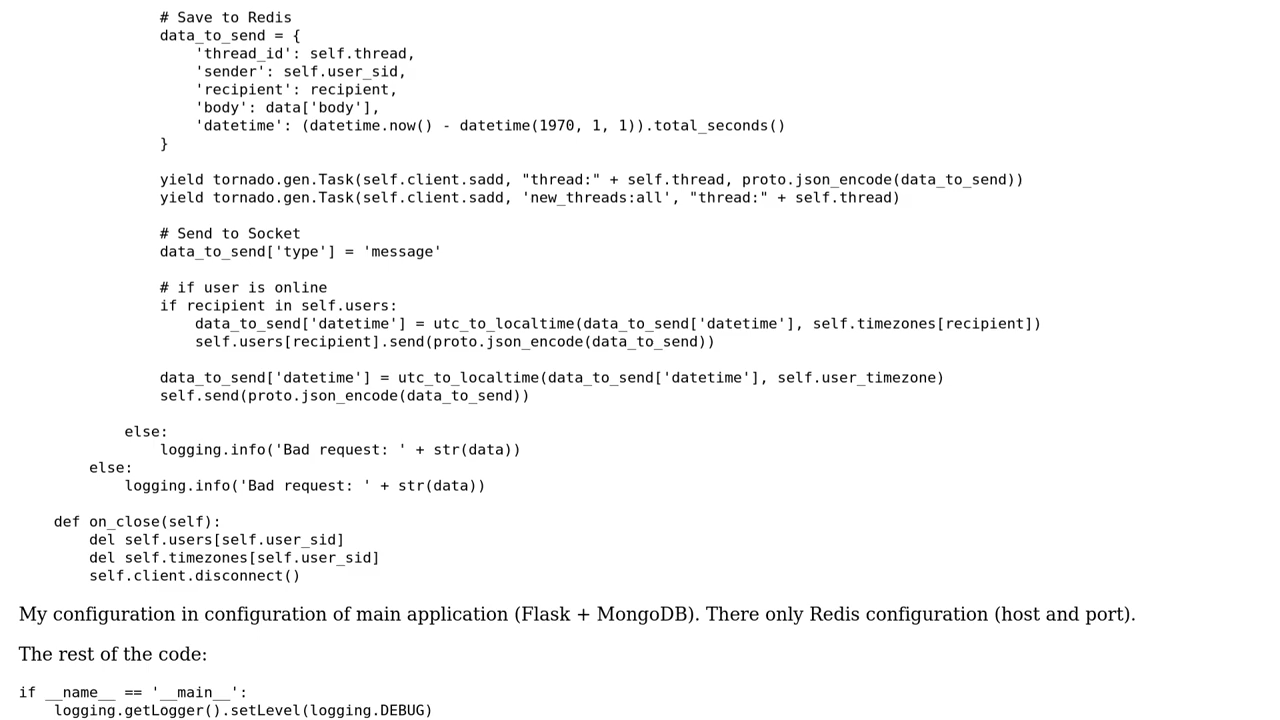 # Save to Redis
data_to_send = {
'thread_id': self.thread,
'sender': self.user_sid,
'recipient': recipient,
'body': data['body'],
'datetime': (datetime.now() - datetime(1970, 1, 1)).total_seconds()
}
yield tornado.gen.Task(self.client.sadd, "thread:" + self.thread, proto.json_encode(data_to_send))
yield tornado.gen.Task(self.client.sadd, 'new_threads:all', "thread:" + self.thread)
# Send to Socket
data_to_send['type'] = 'message'
# if user is online
if recipient in self.users:
data_to_send['datetime'] = utc_to_localtime(data_to_send['datetime'], self.timezones[recipient])
self.users[recipient].send(proto.json_encode(data_to_send))
data_to_send['datetime'] = utc_to_localtime(data_to_send['datetime'], self.user_timezone)
self.send(proto.json_encode(data_to_send))
else:
logging.info('Bad request: ' + str(data))
else:
logging.info('Bad request: ' + str(data))
def on_close(self):
del self.users[self.user_sid]
del self.timezones[self.user_sid]
self.client.disconnect()
My configuration in configuration of main application (Flask + MongoDB). There only Redis configuration (host and port).
The rest of the code:
if __name__ == '__main__':
logging.getLogger().setLevel(logging.DEBUG)